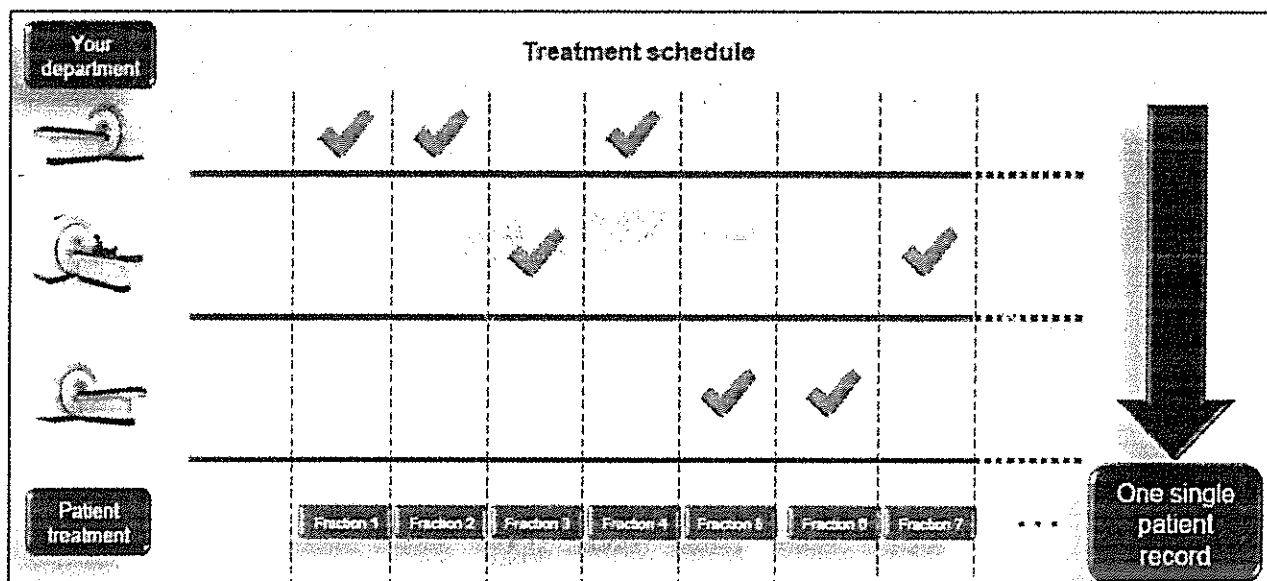 Your
department
Treatment schedule
Patient
treatment
Fraction 1
Fraction 2
Fraction 3
Fraction 4
Fraction 5
Fraction 6
Fraction 7
...
One single
patient
record